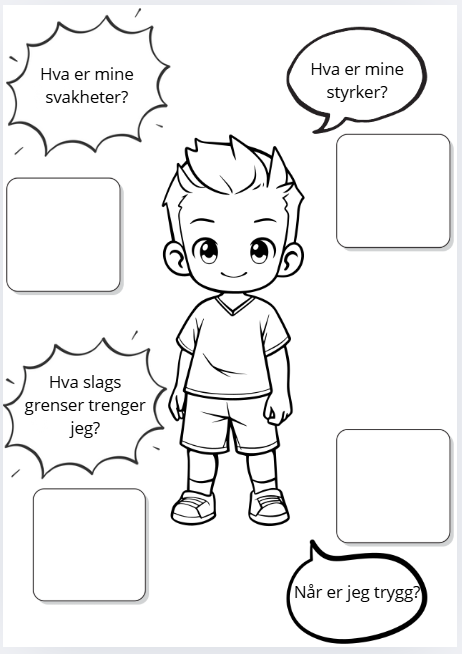 Hva er mine
svakheter?
Hva er mine
styrker?
Hva slags
grenser trenger
jeg?
Når er jeg trygg?